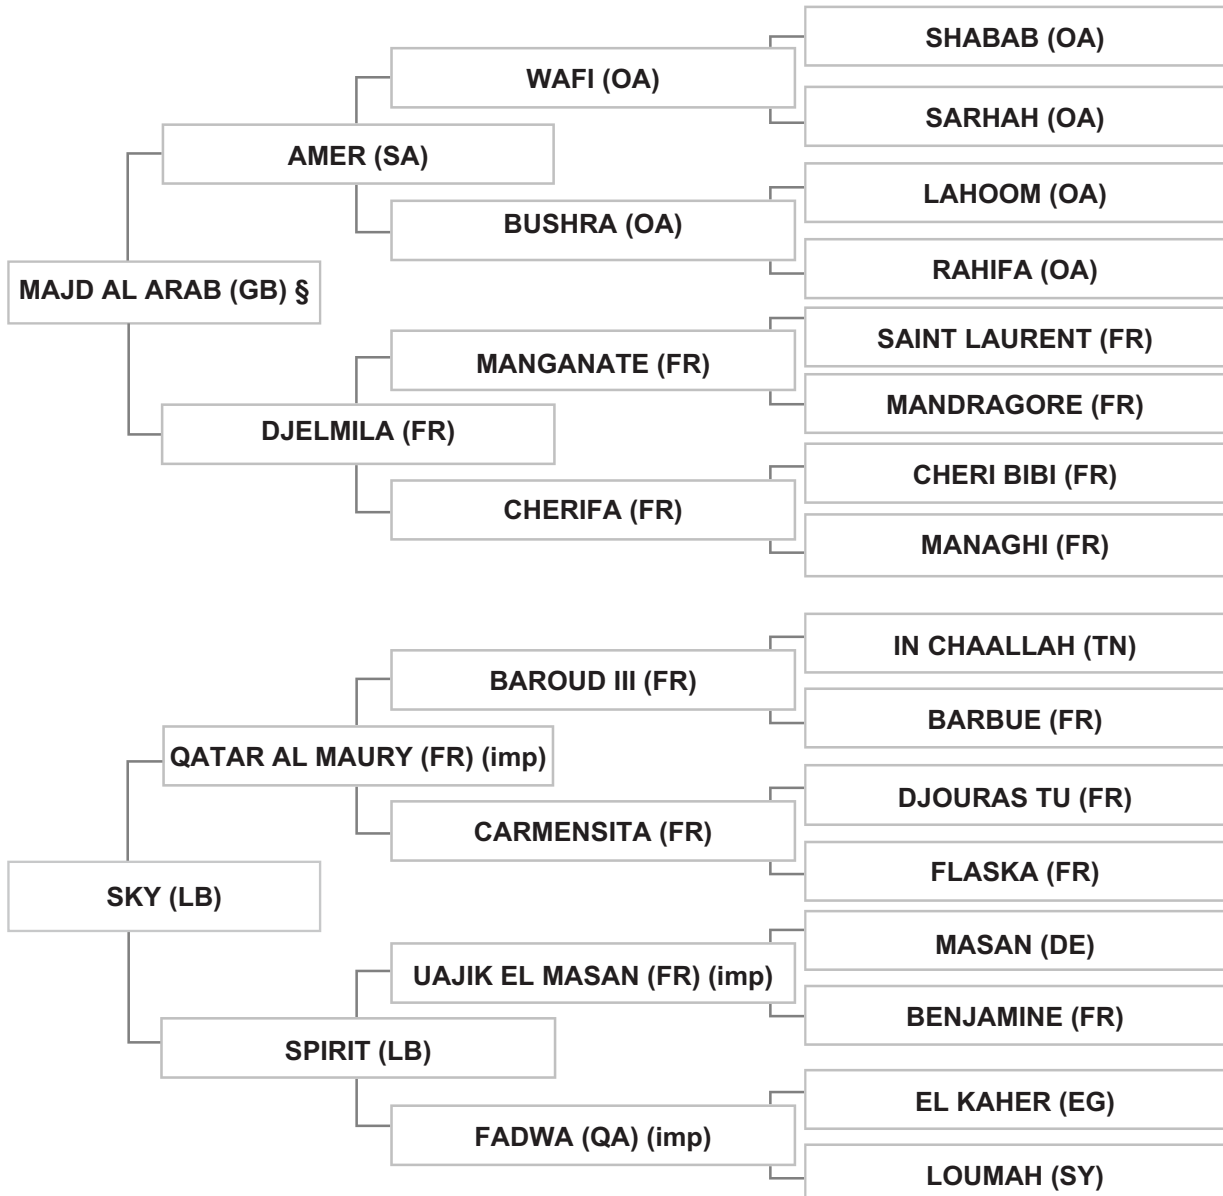 SHABAB (OA)
WAFI (OA)
SARHAH (OA)
AMER (SA)
LAHOOM (OA)
BUSHRA (OA)
RAHIFA (OA)
MAJD AL ARAB (GB) §
SAINT LAURENT (FR)
MANGANATE (FR)
MANDRAGORE (FR)
DJELMILA (FR)
CHERI BIBI (FR)
CHERIFA (FR)
MANAGHI (FR)
IN CHAALLAH (TN)
BAROUD III (FR)
BARBUE (FR)
QATAR AL MAURY (FR) (imp)
DJOURAS TU (FR)
CARMENSITA (FR)
FLASKA (FR)
SKY (LB)
MASAN (DE)
UAJIK EL MASAN (FR) (imp)
BENJAMINE (FR)
SPIRIT (LB)
EL KAHER (EG)
FADWA (QA) (imp)
LOUMAH (SY)